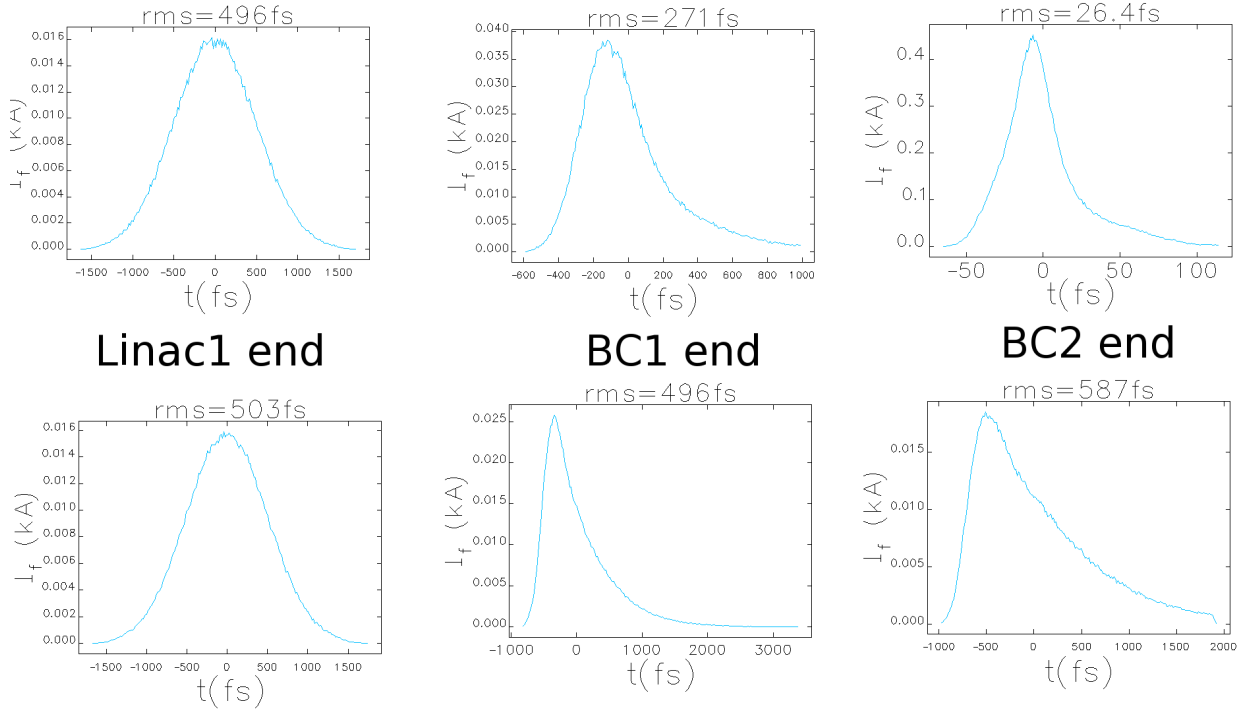 rms=496fs
0.016
0.014
0.012
0.010
0.008
0.006
0.004
0.002
0.000
I_f (kA)
-1500 -1000 -500 0 500 1000 1500
t(fs)
rms=271fs
0.040
0.035
0.030
0.025
0.020
0.015
0.010
0.005
0.000
I_f (kA)
-600 -400 -200 0 200 400 600 800 1000
t(fs)
rms=26.4fs
0.4
0.3
0.2
0.1
0.0
I_f (kA)
-50 0 50 100
t(fs)
Linac1 end
BC1 end
BC2 end
rms=503fs
0.016
0.014
0.012
0.010
0.008
0.006
0.004
0.002
0.000
I_f (kA)
-1500 -1000 -500 0 500 1000 1500
t(fs)
rms=496fs
0.025
0.020
0.015
0.010
0.005
0.000
I_f (kA)
-1000 0 1000 2000 3000
t(fs)
rms=587fs
0.015
0.010
0.005
0.000
I_f (kA)
-1000 -500 0 500 1000 1500 2000
t(fs)